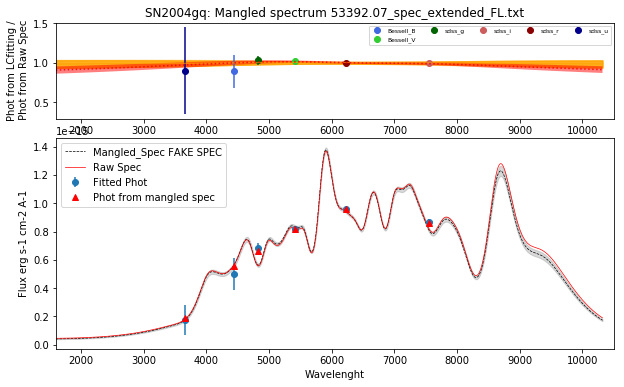 SN2004gq: Mangled spectrum 53392.07_spec_extended_FL.txt
Phot from LCfitting /
Phot from Raw Spec
1.5
1.0
0.5
Bessell_B
Bessell_V
sdss_g
sdss_i
sdss_r
sdss_u
2000 3000 4000 5000 6000 7000 8000 9000 10000
Flux erg s-1 cm-2 A-1
1.4
1.2
1.0
0.8
0.6
0.4
0.2
0.0
Mangled_Spec FAKE SPEC
Raw Spec
Fitted Phot
Phot from mangled spec
2000 3000 4000 5000 6000 7000 8000 9000 10000
Wavelenght